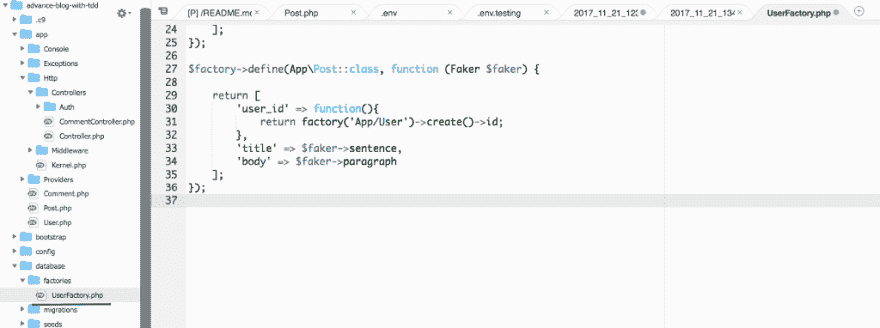 advance-blog-with-tdd
.c9
app
Console
Exceptions
Http
Controllers
Auth
CommentController.php
Controller.php
Middleware
Kernel.php
Providers
Comment.php
Post.php
User.php
bootstrap
config
database
factories
UserFactory.php
migrations
seeds
[P] /README.mc
Post.php
.env
.env.testing
2017_11_21_123
2017_11_21_134
UserFactory.php
24 ];
25 });
26
27 $factory->define(App\Post::class, function (Faker $faker) {
28
29 return [
30 'user_id' => function(){
31 return factory('App/User')->create()->id;
32 },
33 'title' => $faker->sentence,
34 'body' => $faker->paragraph
35 ];
36 });
37